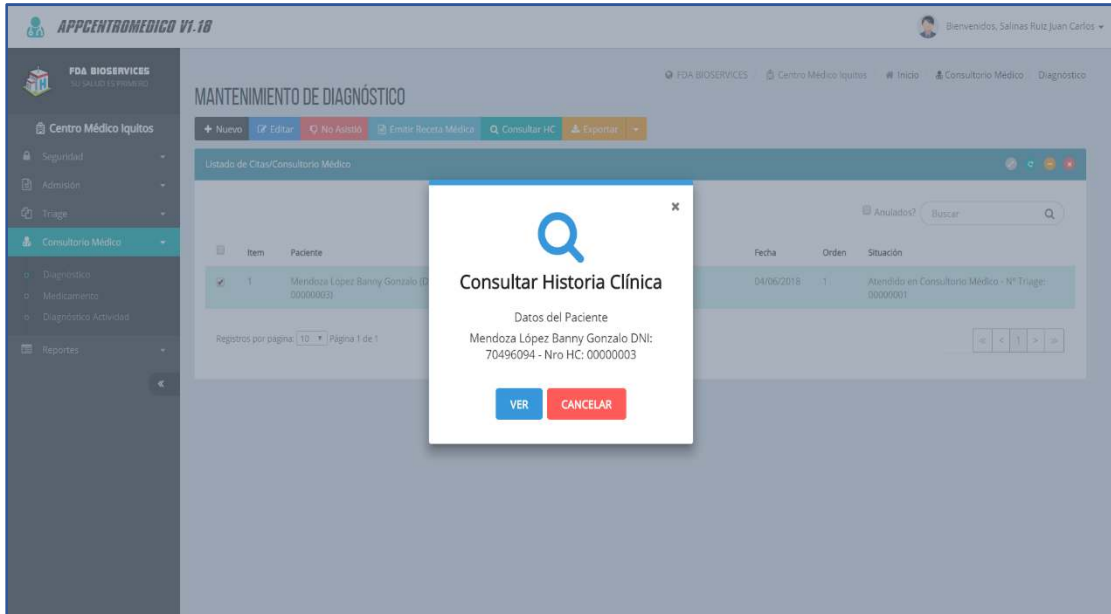 APPCENTROMEDICO V1.18
Bienvenidos, Salinas Ruiz Juan Carlos
FDA BIOSERVICES
SU SALUD ES PRIMERO
FDA BIOSERVICES Centro Médico Iquitos # Inicio Consultorio Médico Diagnóstico
MANTENIMIENTO DE DIAGNÓSTICO
Centro Médico Iquitos
+ Nuevo Editar No Asistió Emitir Receta Médica Consultar HC Exportar
Seguridad
Listado de Citas/Consultorio Médico
Admisión
Triage
Anulados? Buscar
Consultorio Médico
Item Paciente Fecha Orden Situación
Diagnóstico
Medicamento
Diagnóstico Actividad
1 Mendoza López Banny Gonzalo (D 04/06/2018 1 Atendido en Consultorio Médico - Nº Triage:
00000003) 00000001
Registros por página: 10 Página 1 de 1 « < 1 > »
Reportes
«
×
Consultar Historia Clínica
Datos del Paciente
Mendoza López Banny Gonzalo DNI:
70496094 - Nro HC: 00000003
VER CANCELAR